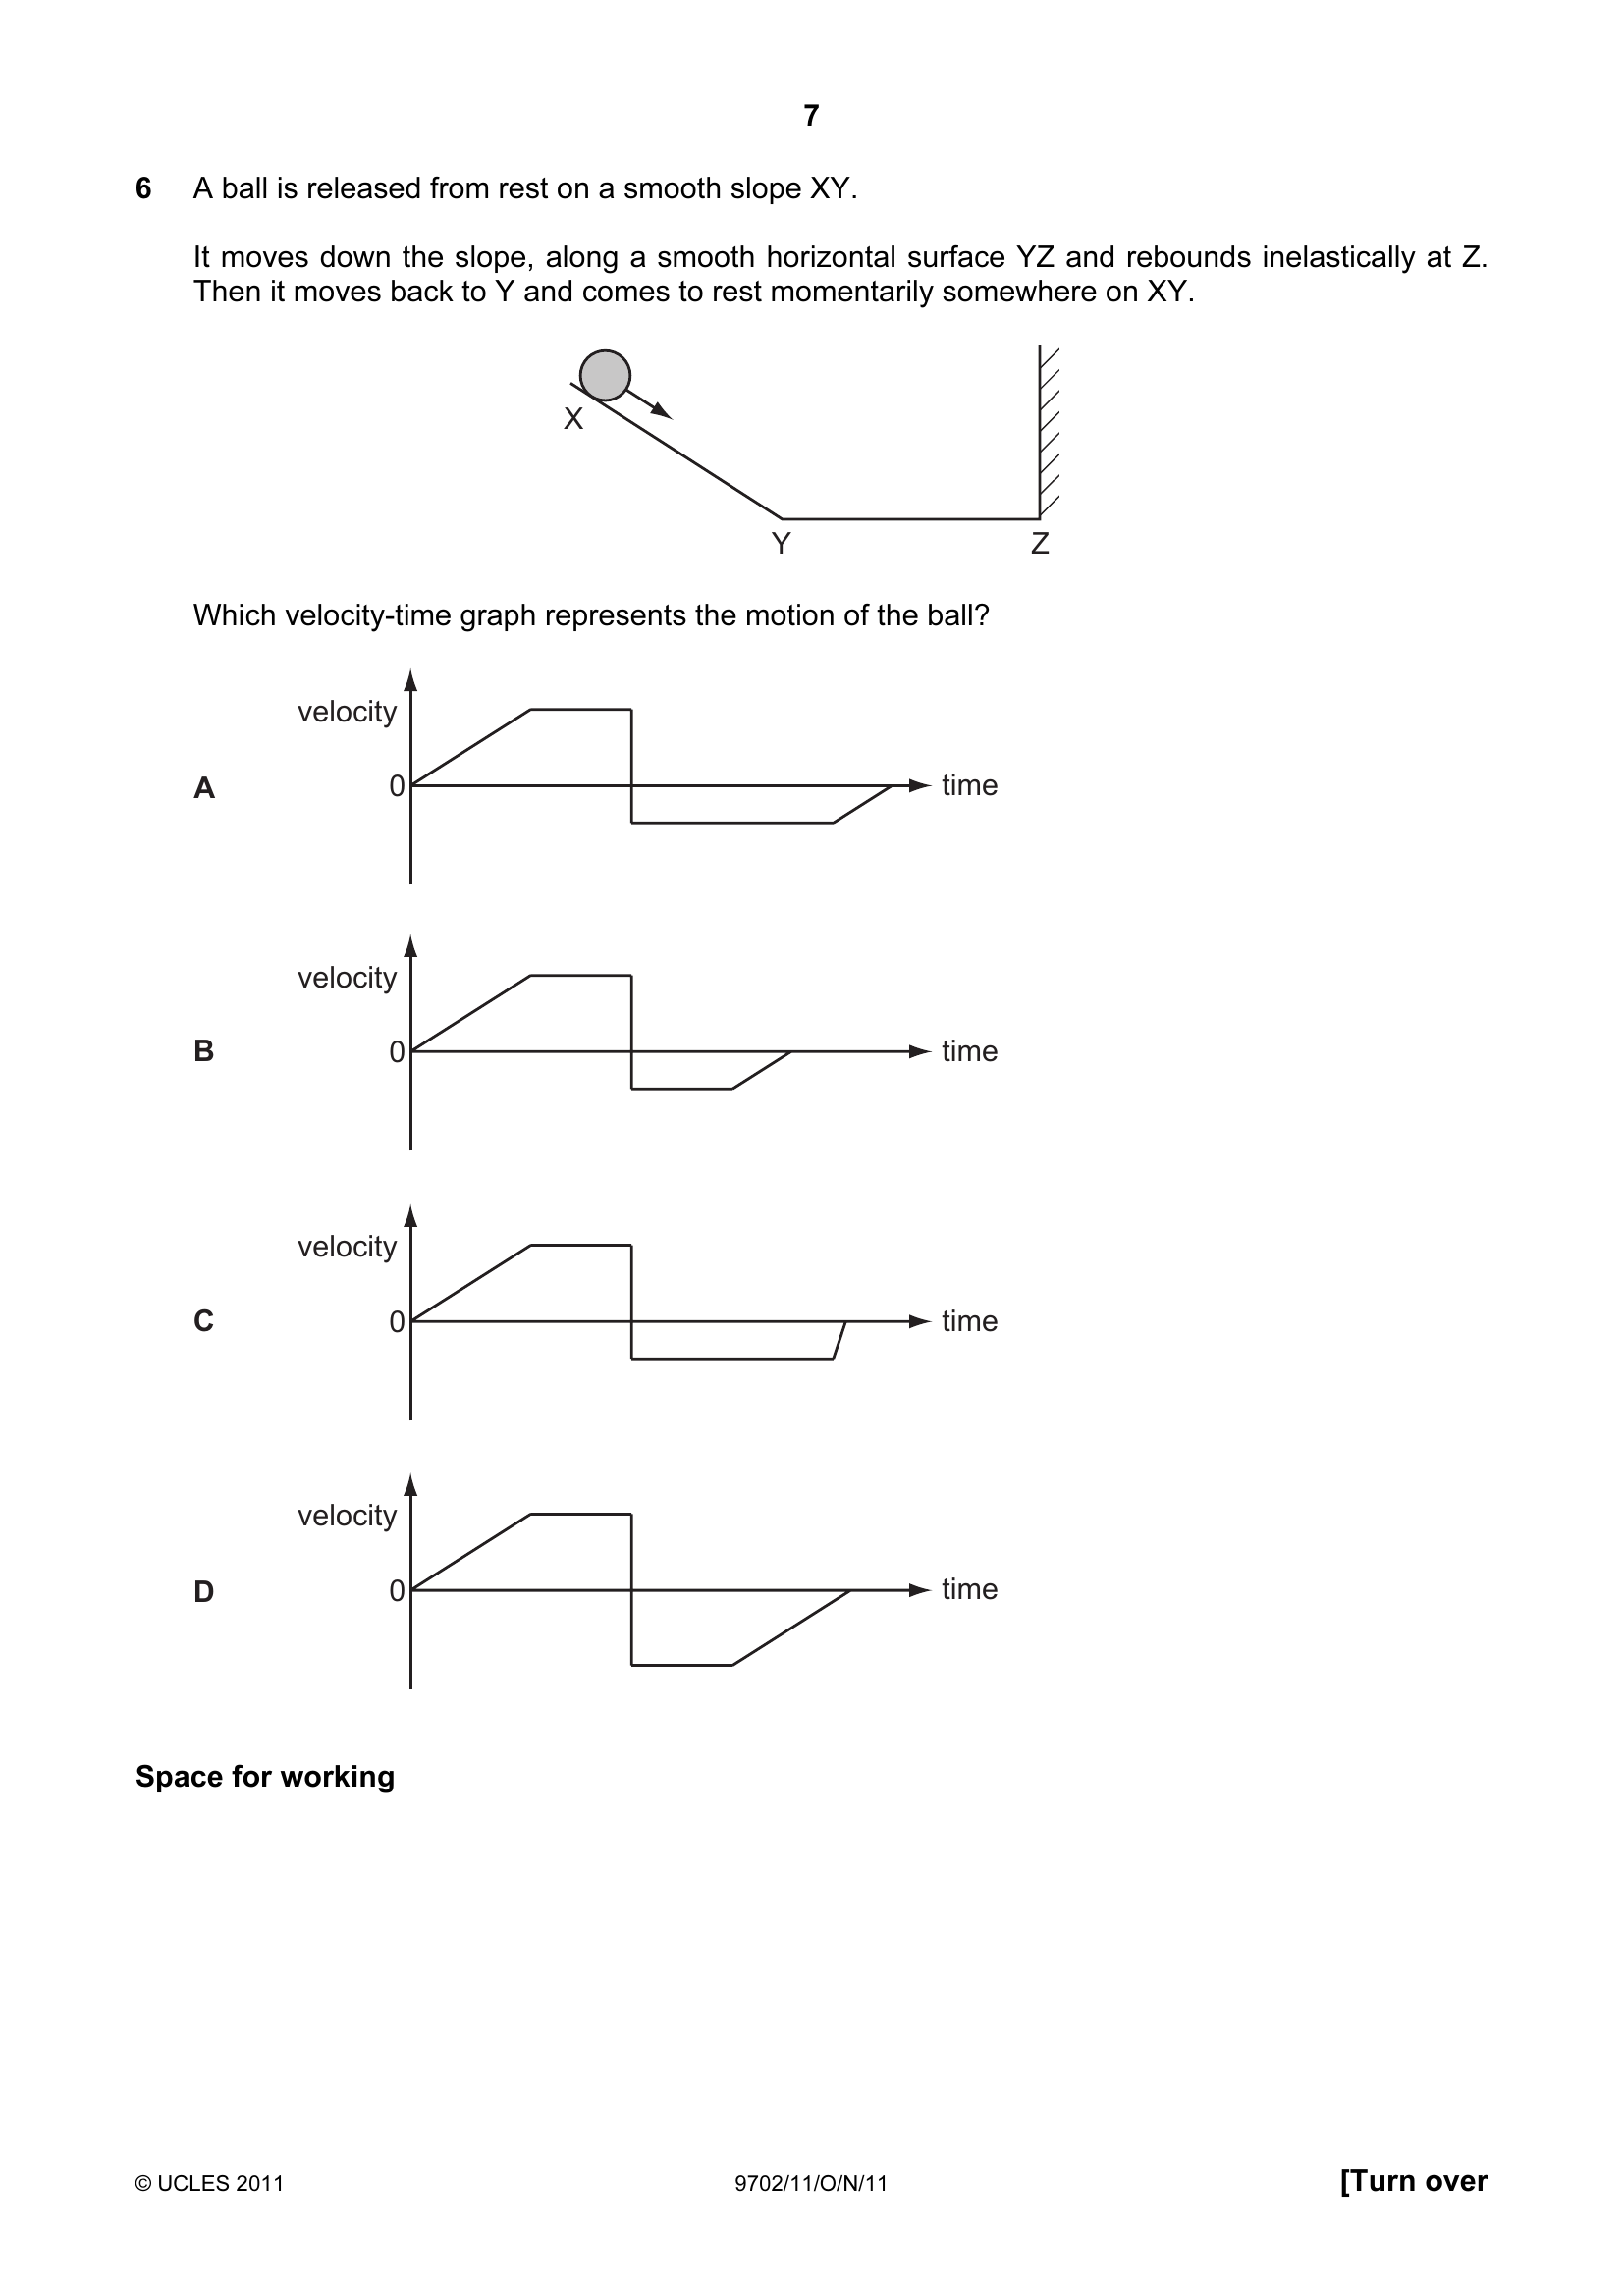 7
6 A ball is released from rest on a smooth slope XY.
It moves down the slope, along a smooth horizontal surface YZ and rebounds inelastically at Z.
Then it moves back to Y and comes to rest momentarily somewhere on XY.
X
Y Z
Which velocity-time graph represents the motion of the ball?
velocity
A 0 time
velocity
B 0 time
velocity
C 0 time
velocity
D 0 time
Space for working
© UCLES 2011 9702/11/O/N/11 [Turn over